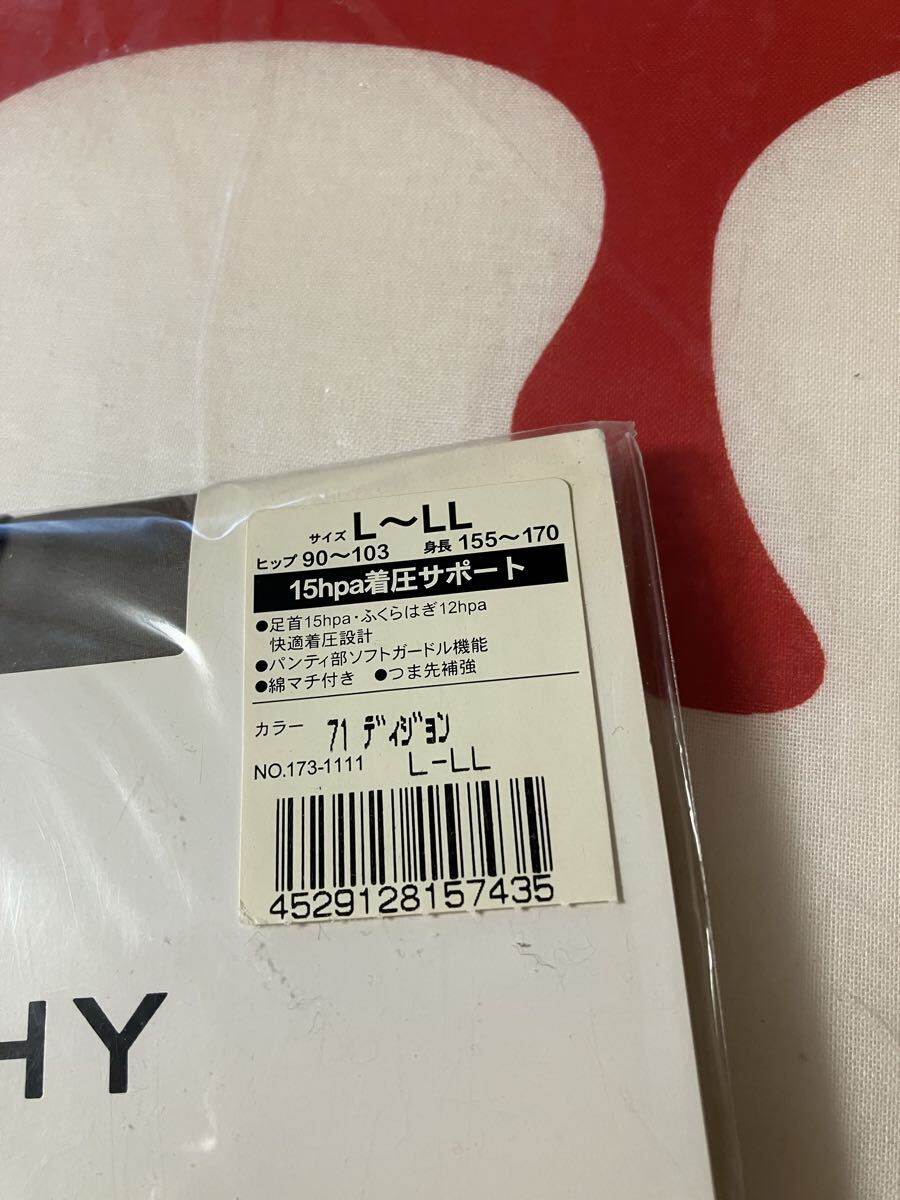 サイズ L～LL
ヒップ 90～103 身長 155～170
15hpa着圧サポート
●足首15hpa・ふくらはぎ12hpa
快適着圧設計
●パンティ部ソフトガードル機能
●綿マチ付き ●つま先補強
カラー 71 ディジョン
NO.173-1111 L-LL
4529128157435
HY